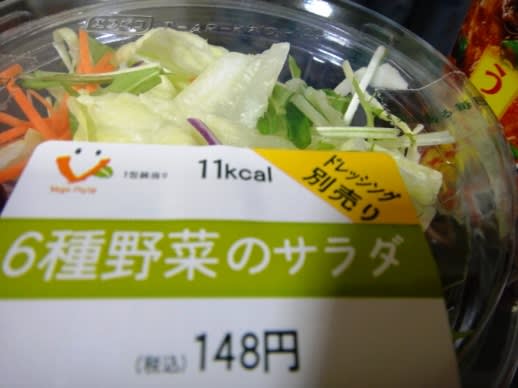 11kcal
ドレッシング
別売り
6種野菜のサラダ
(税込) 148円
う